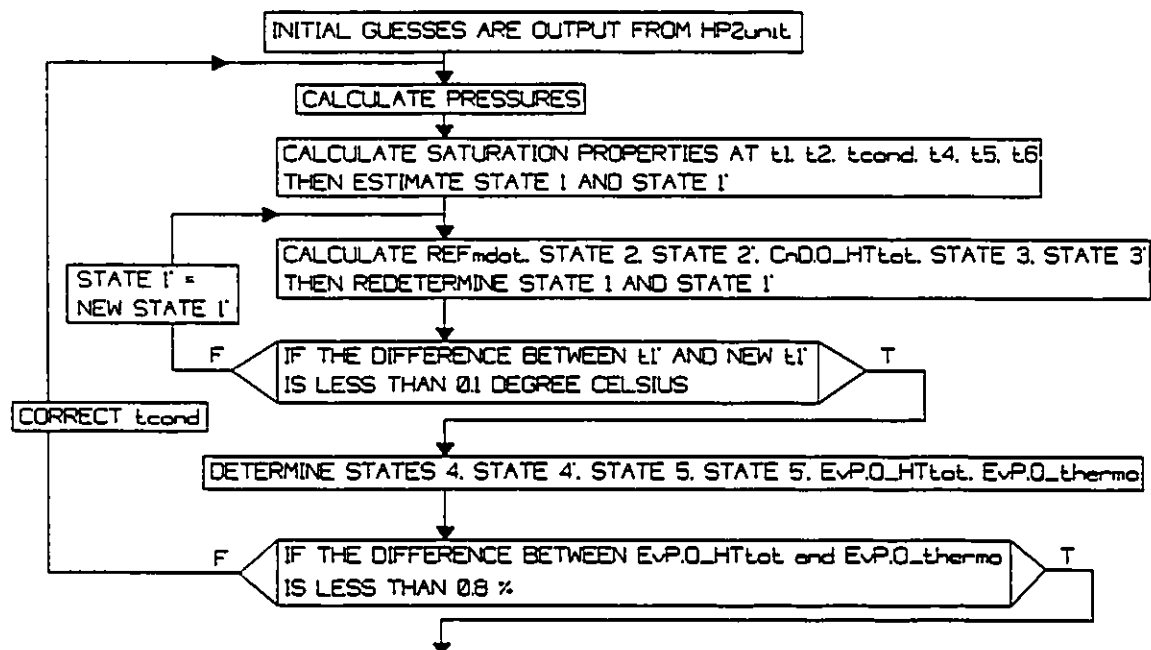 INITIAL GUESSES ARE OUTPUT FROM HP2unit
CALCULATE PRESSURES
CALCULATE SATURATION PROPERTIES AT t1. t2. tcond. t4. t5. t6
THEN ESTIMATE STATE 1 AND STATE 1'
CALCULATE REFmdot. STATE 2. STATE 2'. CnD.Q_HTtot. STATE 3. STATE 3'
THEN REDETERMINE STATE 1 AND STATE 1'
STATE 1' =
NEW STATE 1'
F
IF THE DIFFERENCE BETWEEN t1' AND NEW t1'
IS LESS THAN 0.1 DEGREE CELSIUS
T
CORRECT tcond
DETERMINE STATES 4. STATE 4'. STATE 5. STATE 5'. EvP.Q_HTtot. EvP.Q_thermo
F
IF THE DIFFERENCE BETWEEN EvP.Q_HTtot and EvP.Q_thermo
IS LESS THAN 0.8 %
T